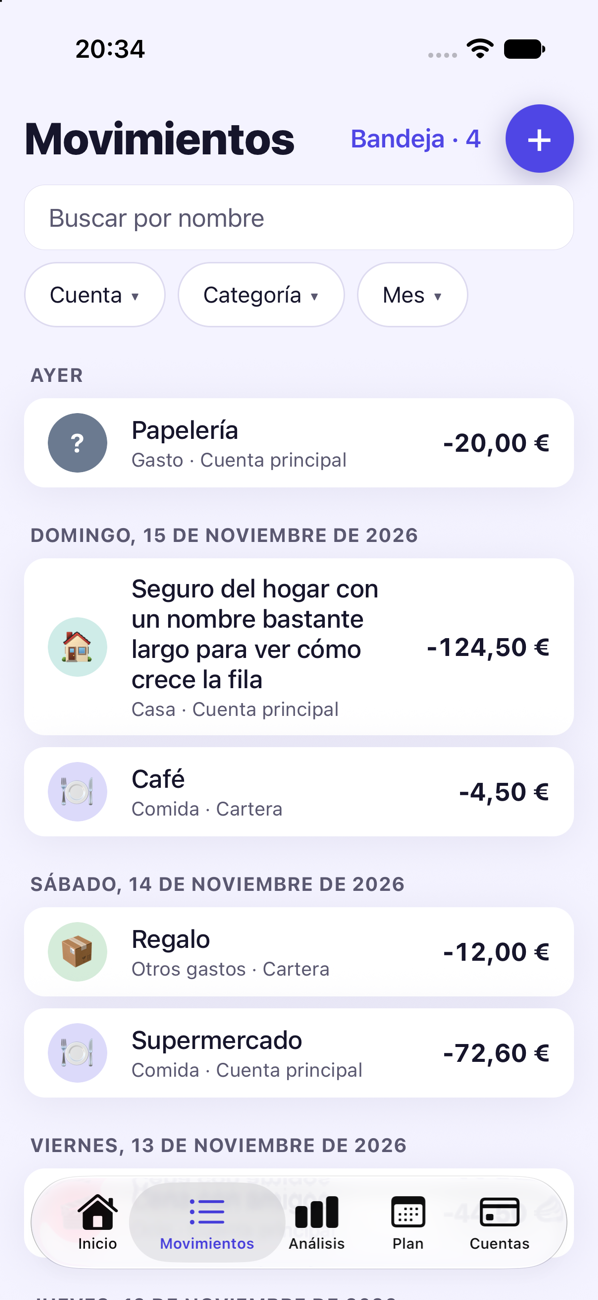 20:34
Movimientos
Bandeja · 4
+
Buscar por nombre
Cuenta ▾
Categoría ▾
Mes ▾
AYER
?
Papelería
Gasto · Cuenta principal
-20,00 €
DOMINGO, 15 DE NOVIEMBRE DE 2026
Seguro del hogar con
un nombre bastante
largo para ver cómo
crece la fila
Casa · Cuenta principal
-124,50 €
Café
Comida · Cartera
-4,50 €
SÁBADO, 14 DE NOVIEMBRE DE 2026
Regalo
Otros gastos · Cartera
-12,00 €
Supermercado
Comida · Cuenta principal
-72,60 €
VIERNES, 13 DE NOVIEMBRE DE 2026
Inicio
Movimientos
Análisis
Plan
Cuentas